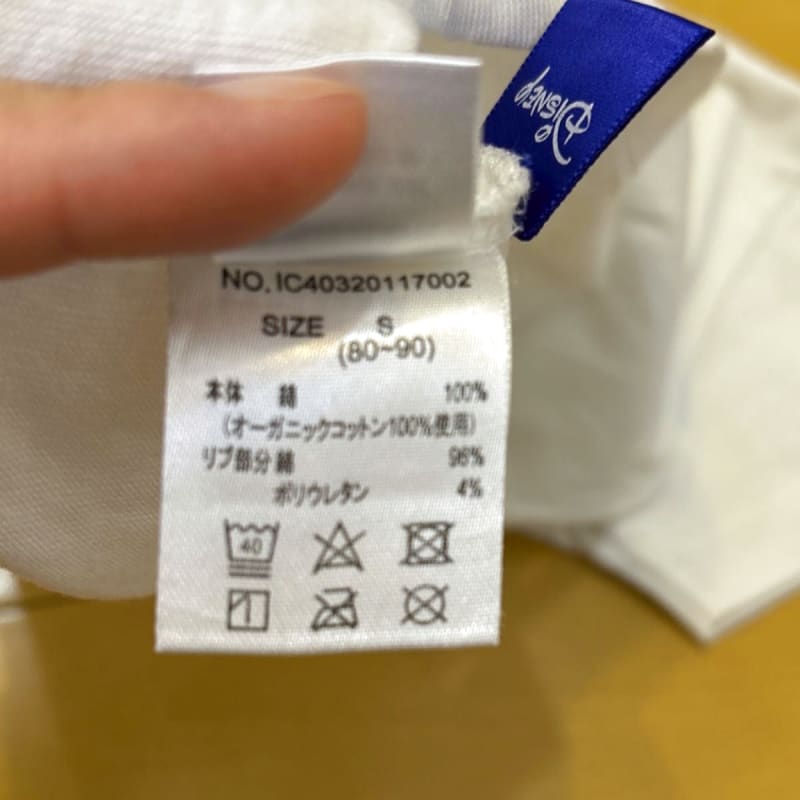 Disney
NO. IC40320117002
SIZE S
(80~90)
本体 綿 100%
(オーガニックコットン100%使用)
リブ部分 綿 96%
ポリウレタン 4%
40